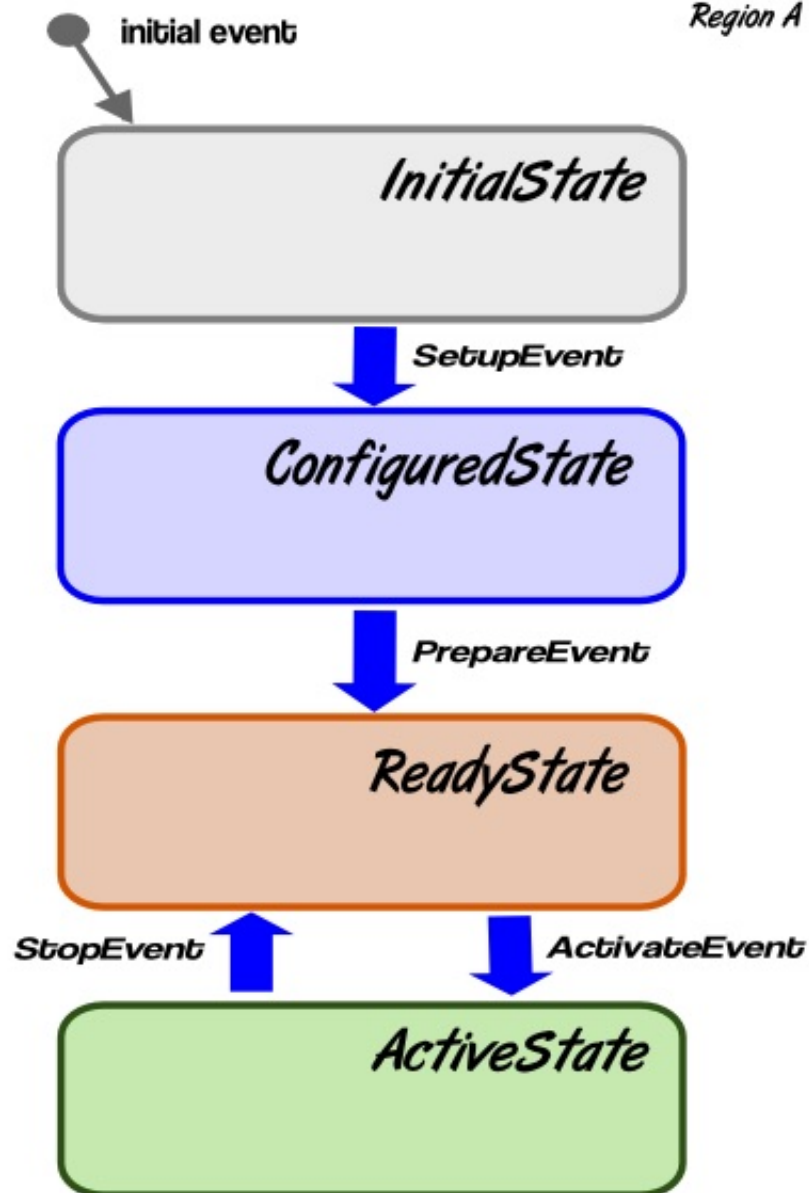 Region A
initial event
InitialState
SetupEvent
ConfiguredState
PrepareEvent
ReadyState
StopEvent
ActivateEvent
ActiveState